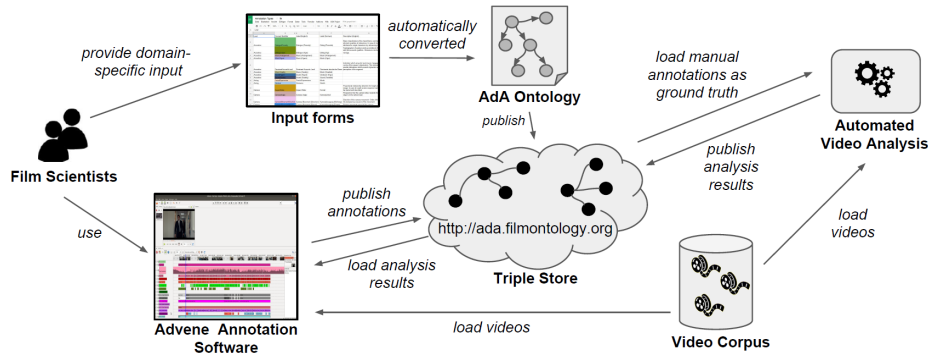 provide domain-
specific input
Input forms
automatically
converted
AdA Ontology
publish
load manual
annotations as
ground truth
Automated
Video Analysis
publish
analysis
results
Film Scientists
use
publish
annotations
http://ada.filmontology.org
Triple Store
load analysis
results
load
videos
Advene Annotation
Software
load videos
Video Corpus